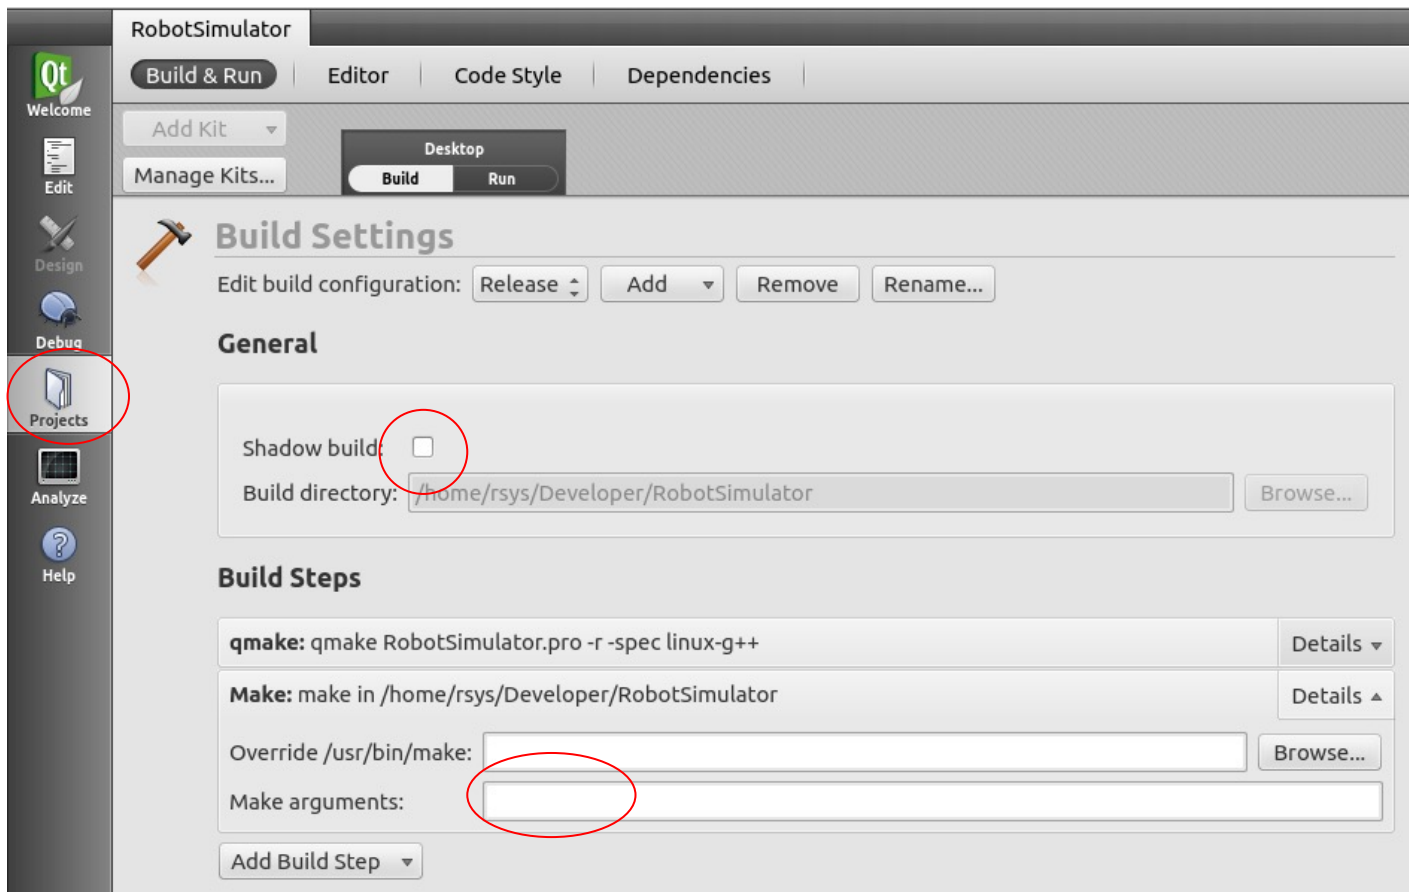 RobotSimulator
Build & Run
Editor
Code Style
Dependencies
Qt
Welcome
Edit
Design
Debug
Projects
Analyze
Help
Add Kit
Manage Kits...
Desktop
Build
Run
Build Settings
Edit build configuration: Release Add Remove Rename...
General
Shadow build:
Build directory: /home/rsys/Developer/RobotSimulator Browse...
Build Steps
qmake: qmake RobotSimulator.pro -r -spec linux-g++ Details
Make: make in /home/rsys/Developer/RobotSimulator Details
Override /usr/bin/make: Browse...
Make arguments:
Add Build Step